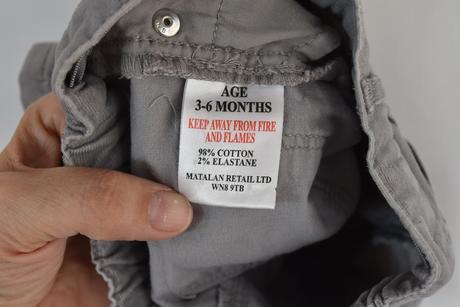 AGE
3-6 MONTHS
KEEP AWAY FROM FIRE
AND FLAMES
98% COTTON
2% ELASTANE
MATALAN RETAIL LTD
WN8 9TB